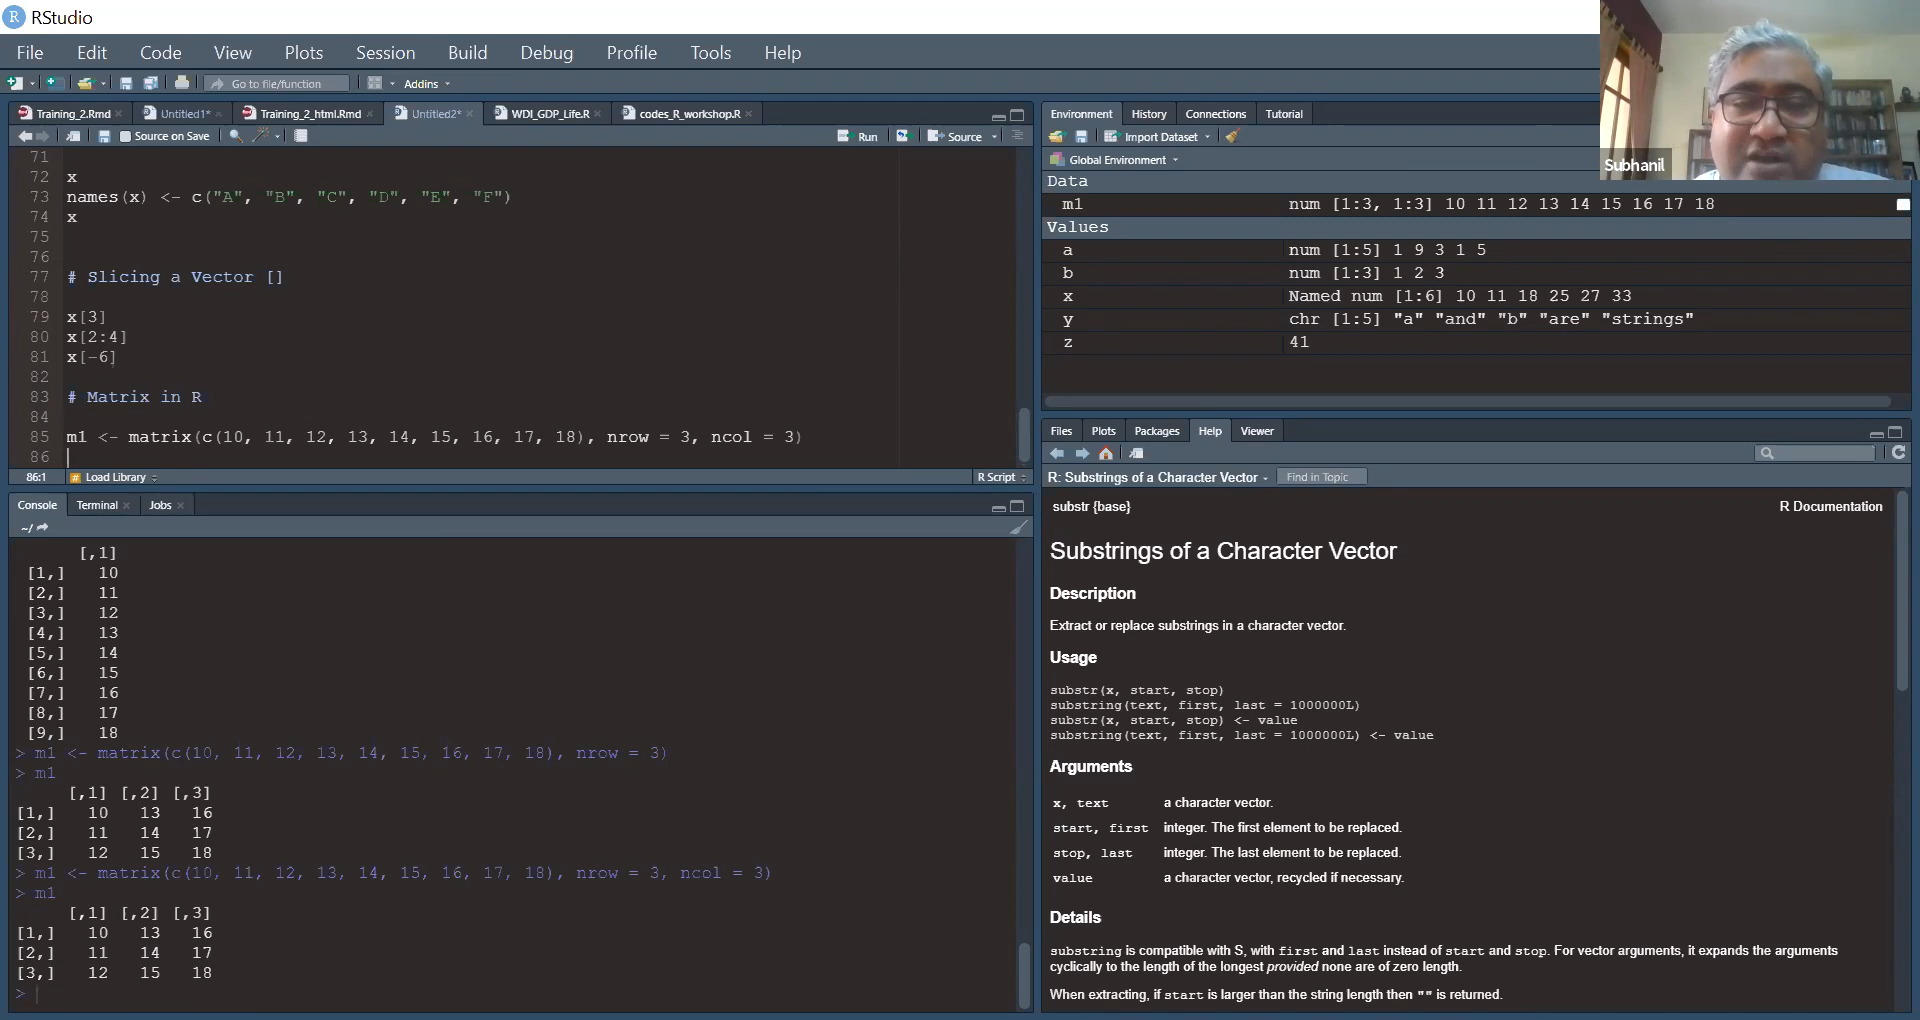 RStudio
File Edit Code View Plots Session Build Debug Profile Tools Help
Go to file/function Addins
Training_2.Rmd Untitled1* Training_2_html.Rmd Untitled2* WDI_GDP_Life.R codes_R_workshop.R
Source on Save Run Source
71
72 x
73 names(x) <- c("A", "B", "C", "D", "E", "F")
74 x
75
76
77 # Slicing a Vector []
78
79 x[3]
80 x[2:4]
81 x[-6]
82
83 # Matrix in R
84
85 m1 <- matrix(c(10, 11, 12, 13, 14, 15, 16, 17, 18), nrow = 3, ncol = 3)
86
86:1 # Load Library R Script
Console Terminal Jobs
~/
[,1]
[1,] 10
[2,] 11
[3,] 12
[4,] 13
[5,] 14
[6,] 15
[7,] 16
[8,] 17
[9,] 18
> m1 <- matrix(c(10, 11, 12, 13, 14, 15, 16, 17, 18), nrow = 3)
> m1
[,1] [,2] [,3]
[1,] 10 13 16
[2,] 11 14 17
[3,] 12 15 18
> m1 <- matrix(c(10, 11, 12, 13, 14, 15, 16, 17, 18), nrow = 3, ncol = 3)
> m1
[,1] [,2] [,3]
[1,] 10 13 16
[2,] 11 14 17
[3,] 12 15 18
>
Environment History Connections Tutorial
Import Dataset
Global Environment
Data
m1 num [1:3, 1:3] 10 11 12 13 14 15 16 17 18
Values
a num [1:5] 1 9 3 1 5
b num [1:3] 1 2 3
x Named num [1:6] 10 11 18 25 27 33
y chr [1:5] "a" "and" "b" "are" "strings"
z 41
Subhanil
Files Plots Packages Help Viewer
R: Substrings of a Character Vector Find in Topic
substr {base} R Documentation
Substrings of a Character Vector
Description
Extract or replace substrings in a character vector.
Usage
substr(x, start, stop)
substring(text, first, last = 1000000L)
substr(x, start, stop) <- value
substring(text, first, last = 1000000L) <- value
Arguments
x, text a character vector.
start, first integer. The first element to be replaced.
stop, last integer. The last element to be replaced.
value a character vector, recycled if necessary.
Details
substring is compatible with S, with first and last instead of start and stop. For vector arguments, it expands the arguments
cyclically to the length of the longest provided none are of zero length.
When extracting, if start is larger than the string length then "" is returned.